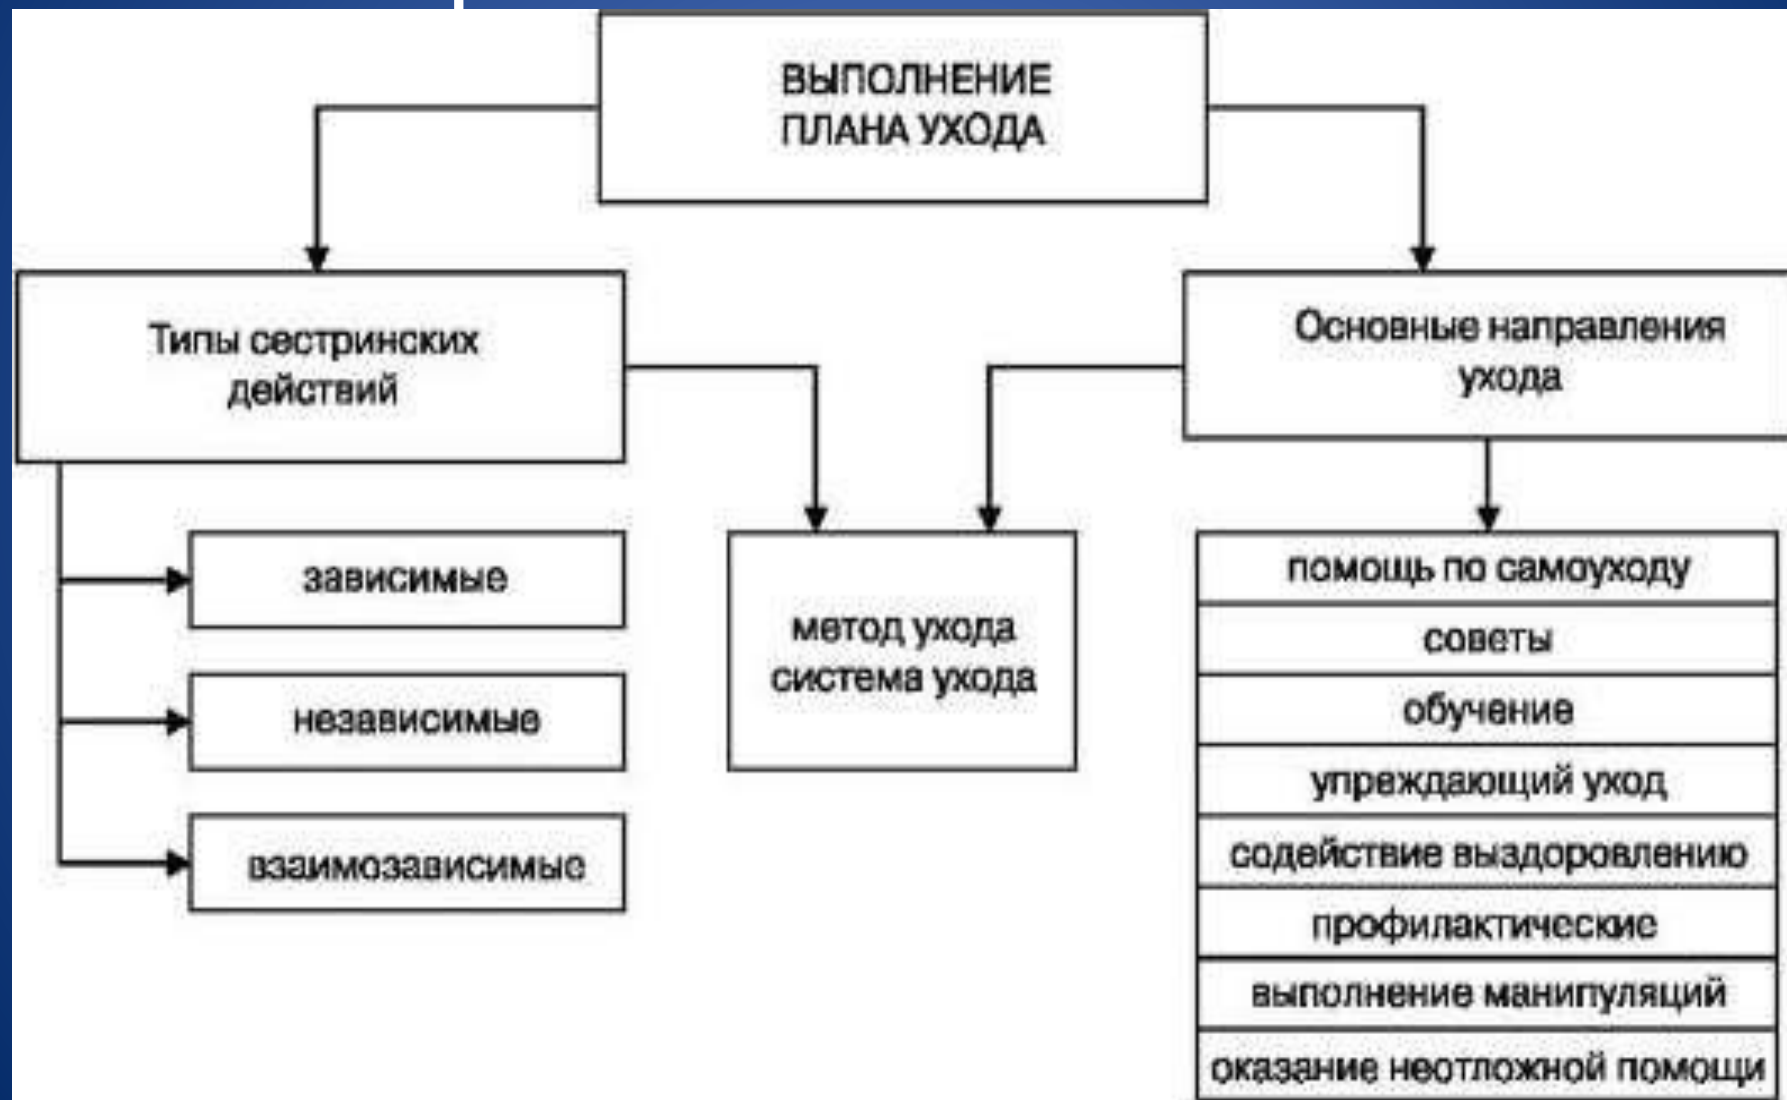 ВЫПОЛНЕНИЕ
ПЛАНА УХОДА
Типы сестринских
действий
Основные направления
ухода
зависимые
независимые
взаимозависимые
метод ухода
система ухода
помощь по самоуходу
советы
обучение
упреждающий уход
содействие выздоровлению
профилактические
выполнение манипуляций
оказание неотложной помощи